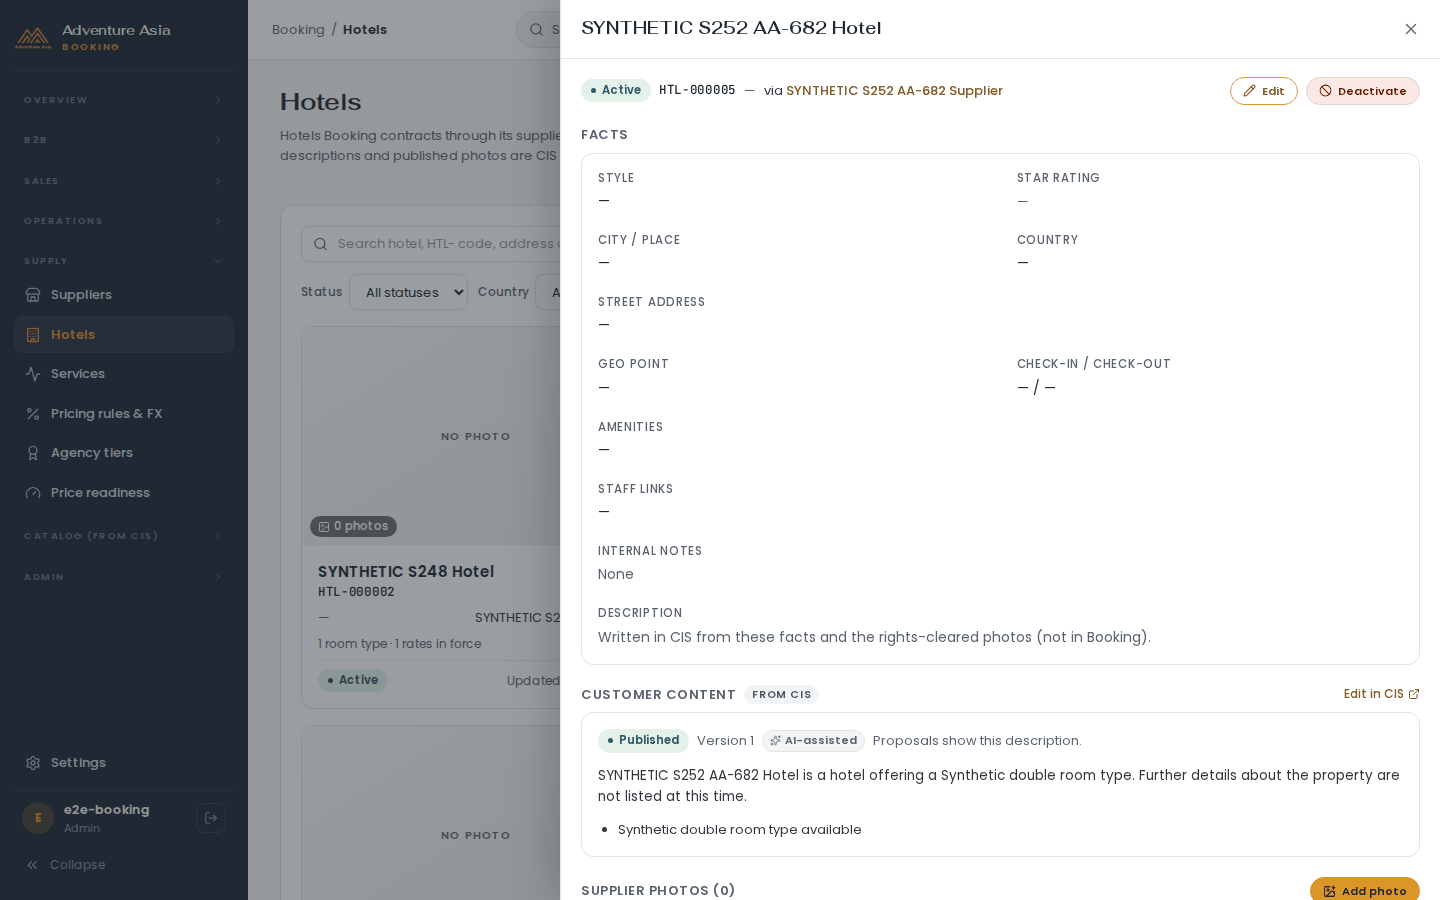 Adventure Asia
BOOKING
OVERVIEW
B2B
SALES
OPERATIONS
SUPPLY
Suppliers
Hotels
Services
Pricing rules & FX
Agency tiers
Price readiness
CATALOG (FROM CIS)
ADMIN
Settings
E
e2e-booking
Admin
Collapse
Booking / Hotels
S
Hotels
Hotels Booking contracts through its supplie
descriptions and published photos are CIS
Search hotel, HTL- code, address o
Status All statuses Country A
NO PHOTO
0 photos
SYNTHETIC S248 Hotel
HTL-000002
— SYNTHETIC S2
1 room type · 1 rates in force
Active Updated
NO PHOTO
SYNTHETIC S252 AA-682 Hotel
Active HTL-000005 — via SYNTHETIC S252 AA-682 Supplier Edit Deactivate
FACTS
STYLE STAR RATING
— —
CITY / PLACE COUNTRY
— —
STREET ADDRESS
—
GEO POINT CHECK-IN / CHECK-OUT
— — / —
AMENITIES
—
STAFF LINKS
—
INTERNAL NOTES
None
DESCRIPTION
Written in CIS from these facts and the rights-cleared photos (not in Booking).
CUSTOMER CONTENT FROM CIS Edit in CIS
Published Version 1 AI-assisted Proposals show this description.
SYNTHETIC S252 AA-682 Hotel is a hotel offering a Synthetic double room type. Further details about the property are
not listed at this time.
• Synthetic double room type available
SUPPLIER PHOTOS (0) Add photo